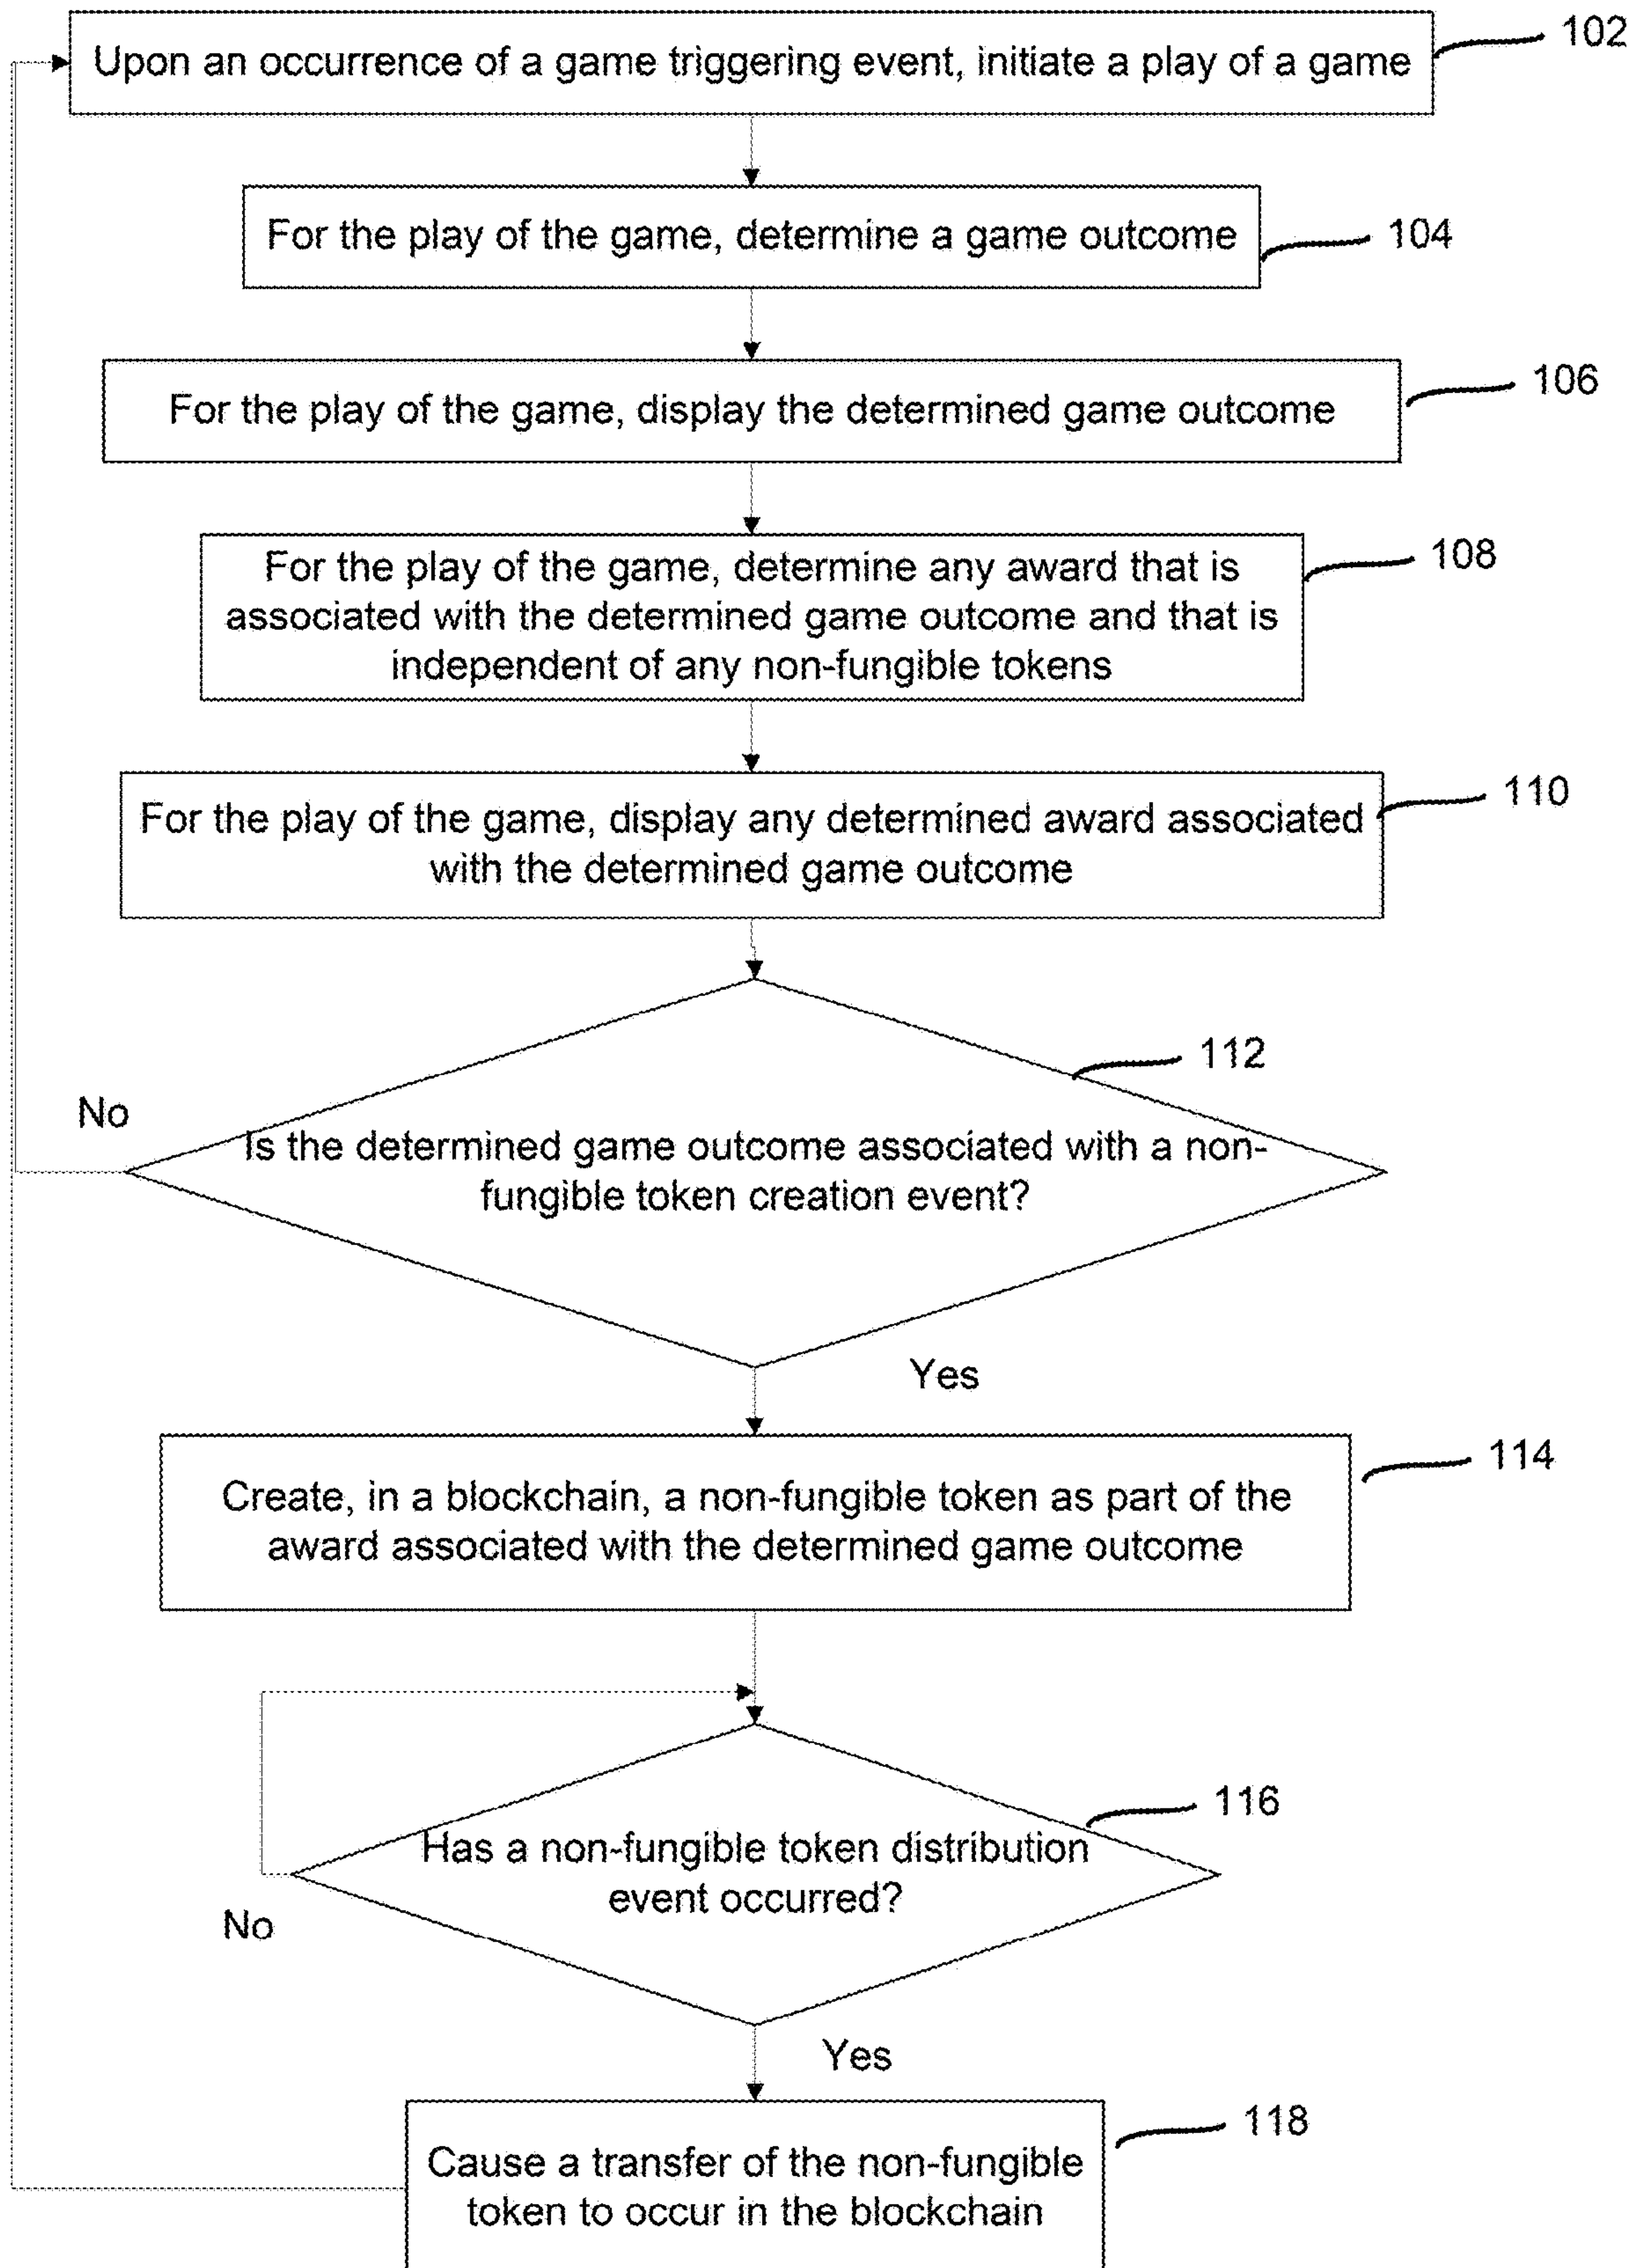 Upon an occurrence of a game triggering event, initiate a play of a game
102
For the play of the game, determine a game outcome
104
For the play of the game, display the determined game outcome
106
For the play of the game, determine any award that is
associated with the determined game outcome and that is
independent of any non-fungible tokens
108
For the play of the game, display any determined award associated
with the determined game outcome
110
112
No
Is the determined game outcome associated with a non-
fungible token creation event?
Yes
114
Create, in a blockchain, a non-fungible token as part of the
award associated with the determined game outcome
116
Has a non-fungible token distribution
event occurred?
No
Yes
118
Cause a transfer of the non-fungible
token to occur in the blockchain